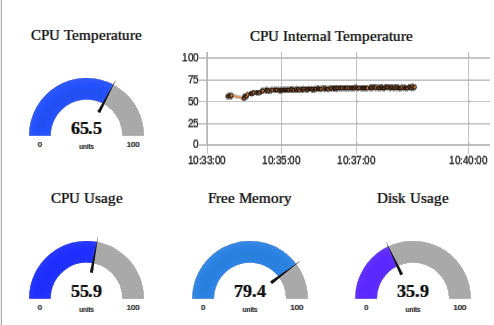 CPU Temperature
CPU Internal Temperature
65.5
0 units 100
100
75
50
25
0
10:33:00 10:35:00 10:37:00 10:40:00
CPU Usage Free Memory Disk Usage
55.9 79.4 35.9
0 units 100 0 units 100 0 units 100